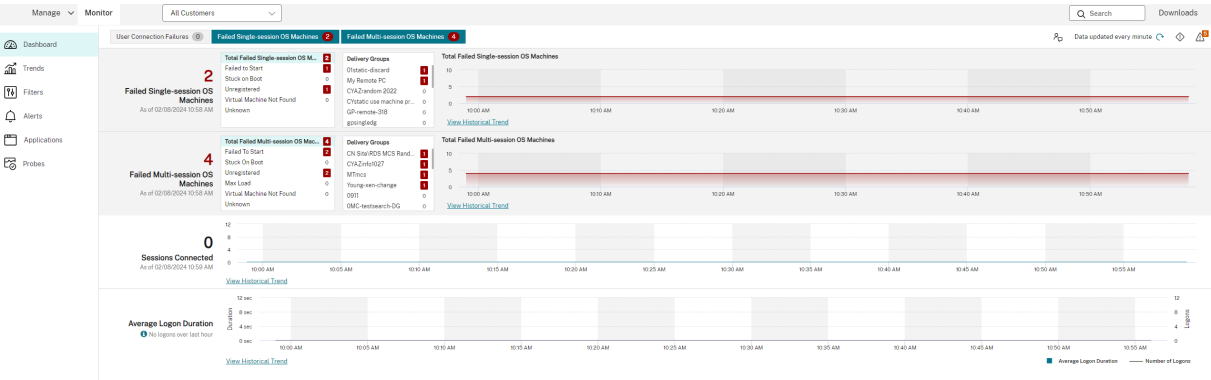 Manage Monitor All Customers Search Downloads
User Connection Failures 0 Failed Single-session OS Machines 2 Failed Multi-session OS Machines 4 Data updated every minute 5
Dashboard
Trends
Filters
Alerts
Applications
Probes
2
Failed Single-session OS
Machines
As of 02/08/2024 10:58 AM
Total Failed Single-session OS M... 2
Failed to Start 1
Stuck on Boot 0
Unregistered 1
Virtual Machine Not Found 0
Unknown
Delivery Groups
01static-discard 1
My Remote PC 1
CYAZrandom 2022 0
CYstatic use machine pr... 0
GP-remote-318 0
gpsingledg 0
Total Failed Single-session OS Machines
10
5
0
10:00 AM 10:10 AM 10:20 AM 10:30 AM 10:40 AM 10:50 AM
View Historical Trend
4
Failed Multi-session OS
Machines
As of 02/08/2024 10:58 AM
Total Failed Multi-session OS Mac... 4
Failed To Start 2
Stuck On Boot 0
Unregistered 2
Max Load 0
Virtual Machine Not Found 0
Unknown
Delivery Groups
CN Site\RDS MCS Rand... 1
CYAZinfo1027 1
MTmcs 1
Young-xen-change 1
0911 0
0MC-testsearch-DG 0
Total Failed Multi-session OS Machines
10
5
0
10:00 AM 10:10 AM 10:20 AM 10:30 AM 10:40 AM 10:50 AM
View Historical Trend
0
Sessions Connected
As of 02/08/2024 10:59 AM
12
8
4
0
10:00 AM 10:05 AM 10:10 AM 10:15 AM 10:20 AM 10:25 AM 10:30 AM 10:35 AM 10:40 AM 10:45 AM 10:50 AM 10:55 AM
View Historical Trend
Average Logon Duration
No logons over last hour
Duration
12 sec
8 sec
4 sec
0 sec
12
8
4
0
Logons
10:00 AM 10:05 AM 10:10 AM 10:15 AM 10:20 AM 10:25 AM 10:30 AM 10:35 AM 10:40 AM 10:45 AM 10:50 AM 10:55 AM
View Historical Trend
Average Logon Duration Number of Logons